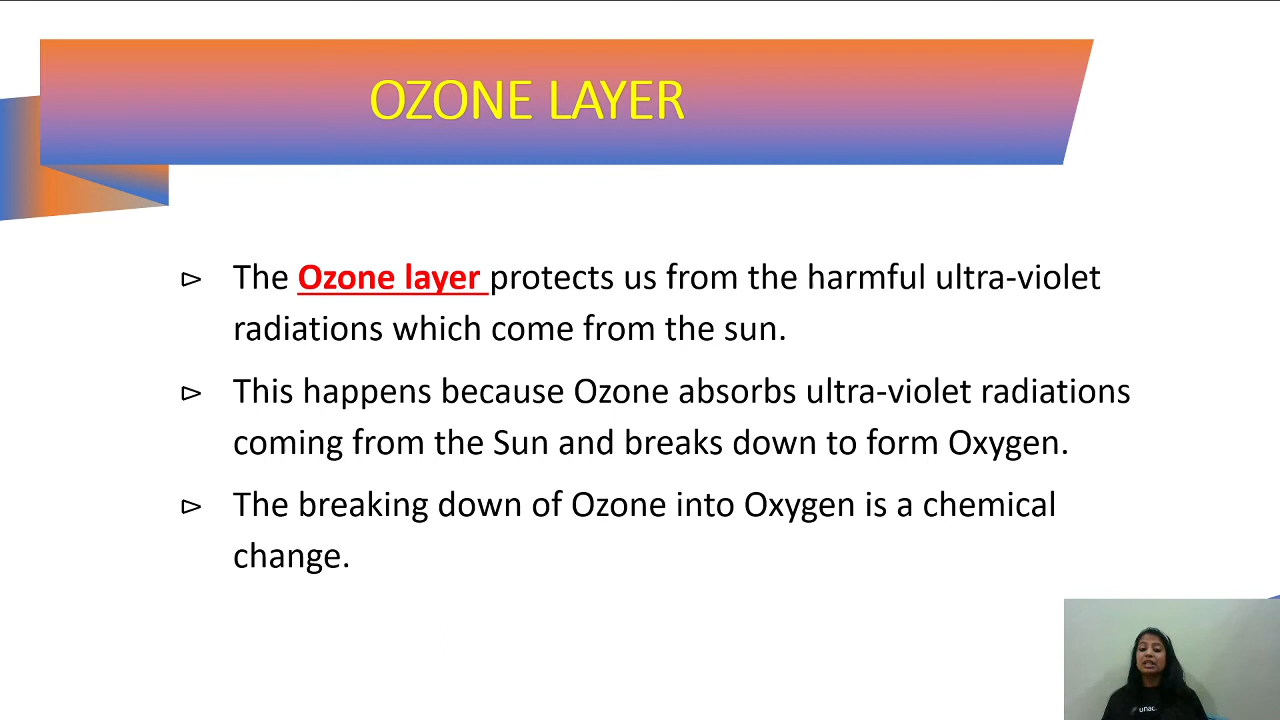 OZONE LAYER
The Ozone layer protects us from the harmful ultra-violet
radiations which come from the sun.
This happens because Ozone absorbs ultra-violet radiations
coming from the Sun and breaks down to form Oxygen.
The breaking down of Ozone into Oxygen is a chemical
change.